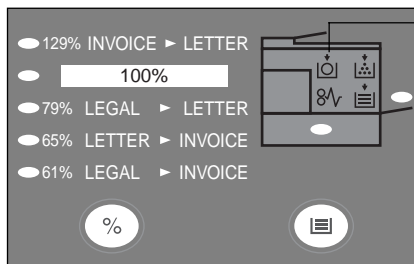 129% INVOICE ► LETTER
100%
79% LEGAL ► LETTER
65% LETTER ► INVOICE
61% LEGAL ► INVOICE
%